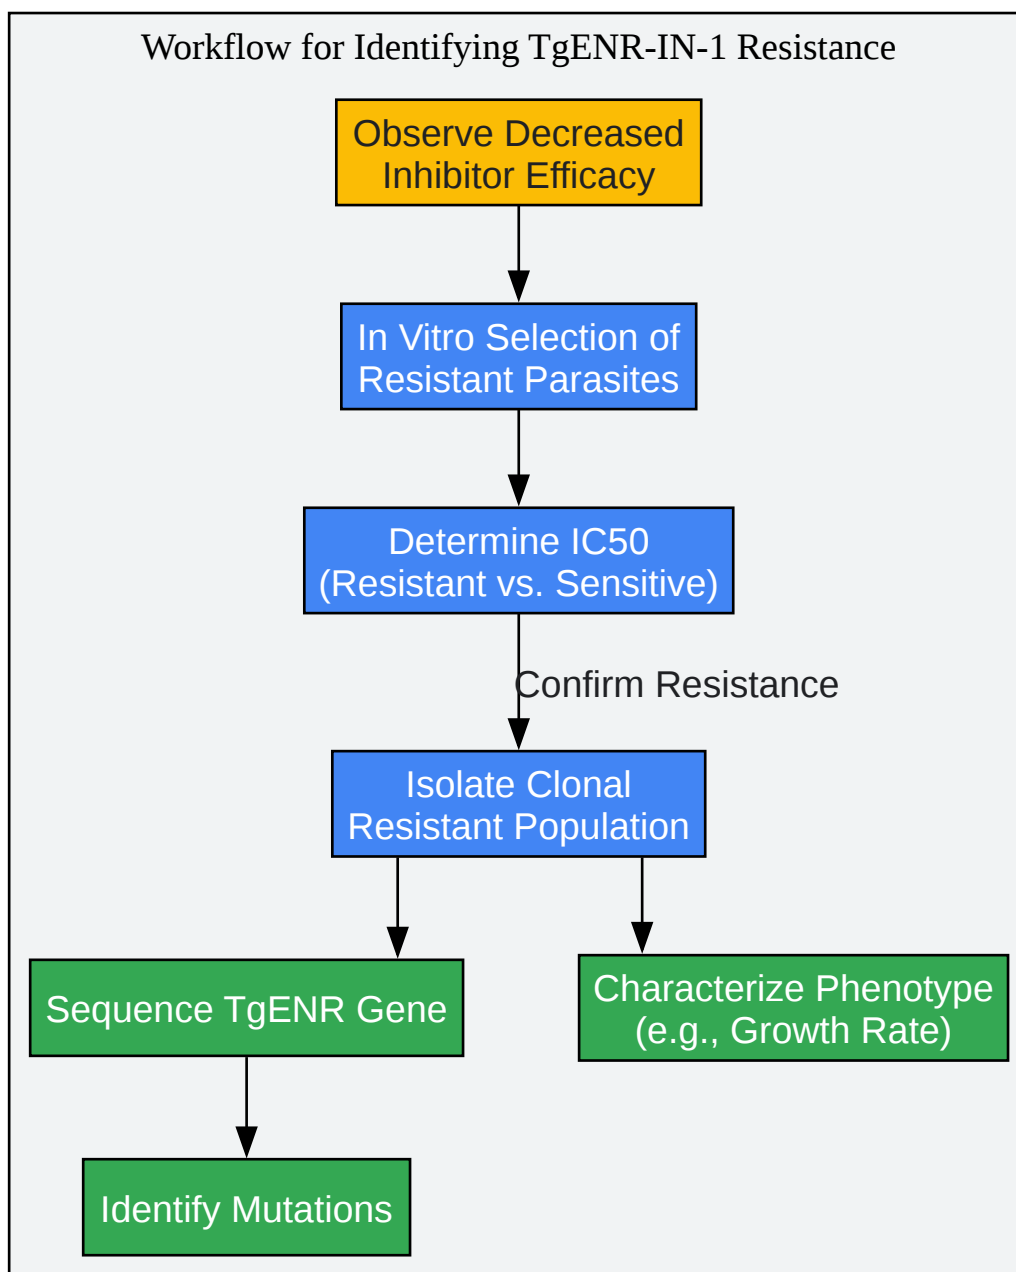 Workflow for Identifying TgENR-IN-1 Resistance
Observe Decreased
Inhibitor Efficacy
In Vitro Selection of
Resistant Parasites
Determine IC50
(Resistant vs. Sensitive)
Confirm Resistance
Isolate Clonal
Resistant Population
Sequence TgENR Gene
Characterize Phenotype
(e.g., Growth Rate)
Identify Mutations